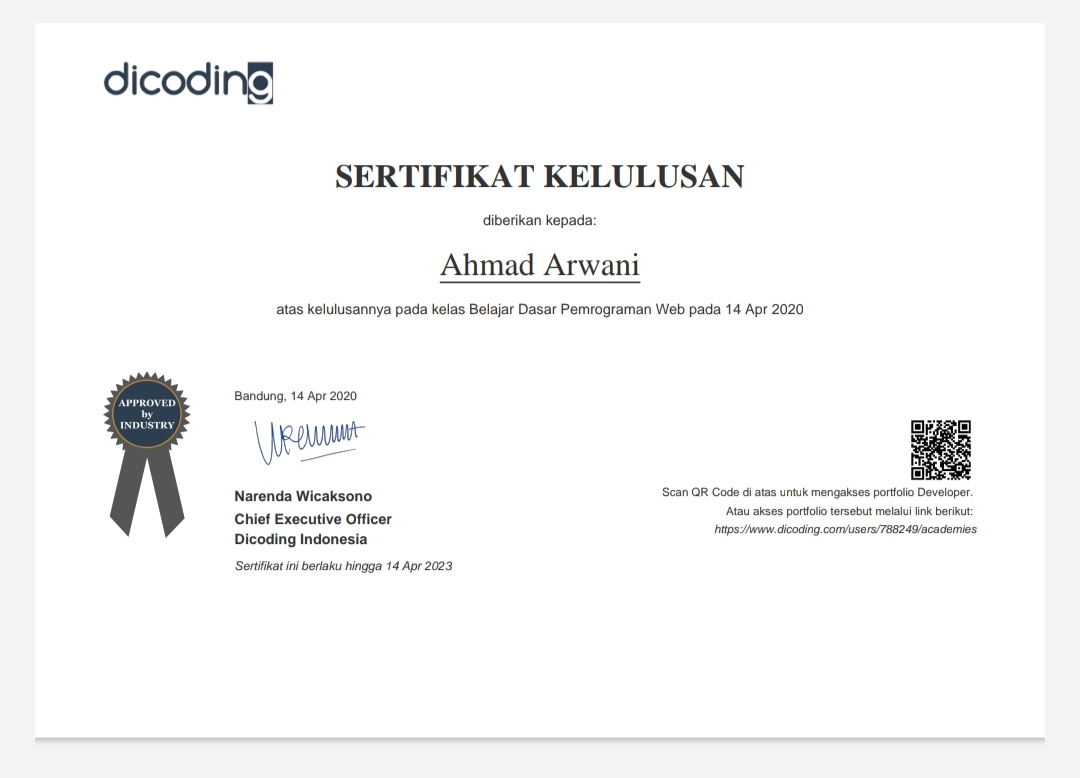 dicoding
SERTIFIKAT KELULUSAN
diberikan kepada:
Ahmad Arwani
atas kelulusannya pada kelas Belajar Dasar Pemrograman Web pada 14 Apr 2020
APPROVED
by
INDUSTRY
Bandung, 14 Apr 2020
Narenda Wicaksono
Chief Executive Officer
Dicoding Indonesia
Sertifikat ini berlaku hingga 14 Apr 2023
Scan QR Code di atas untuk mengakses portfolio Developer.
Atau akses portfolio tersebut melalui link berikut:
https://www.dicoding.com/users/788249/academies